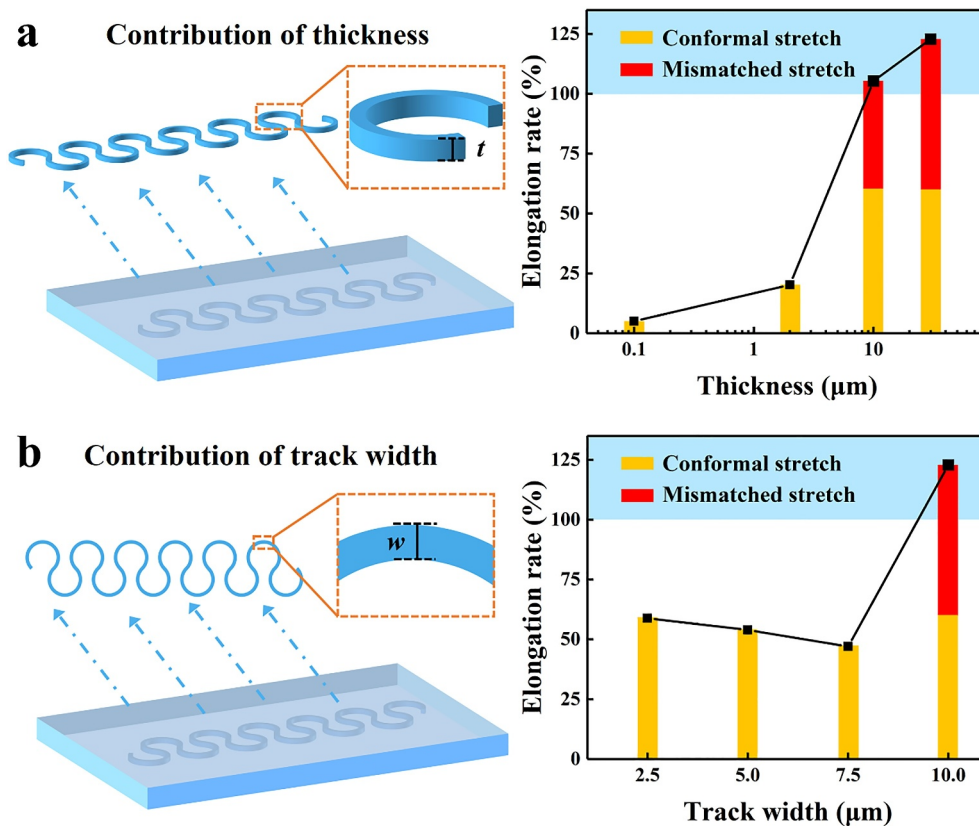 a
Contribution of thickness
t
Elongation rate (%)
125
100
75
50
25
0
Conformal stretch
Mismatched stretch
0.1
1
10
Thickness (μm)
b
Contribution of track width
w
Elongation rate (%)
125
100
75
50
25
0
Conformal stretch
Mismatched stretch
2.5
5.0
7.5
10.0
Track width (μm)